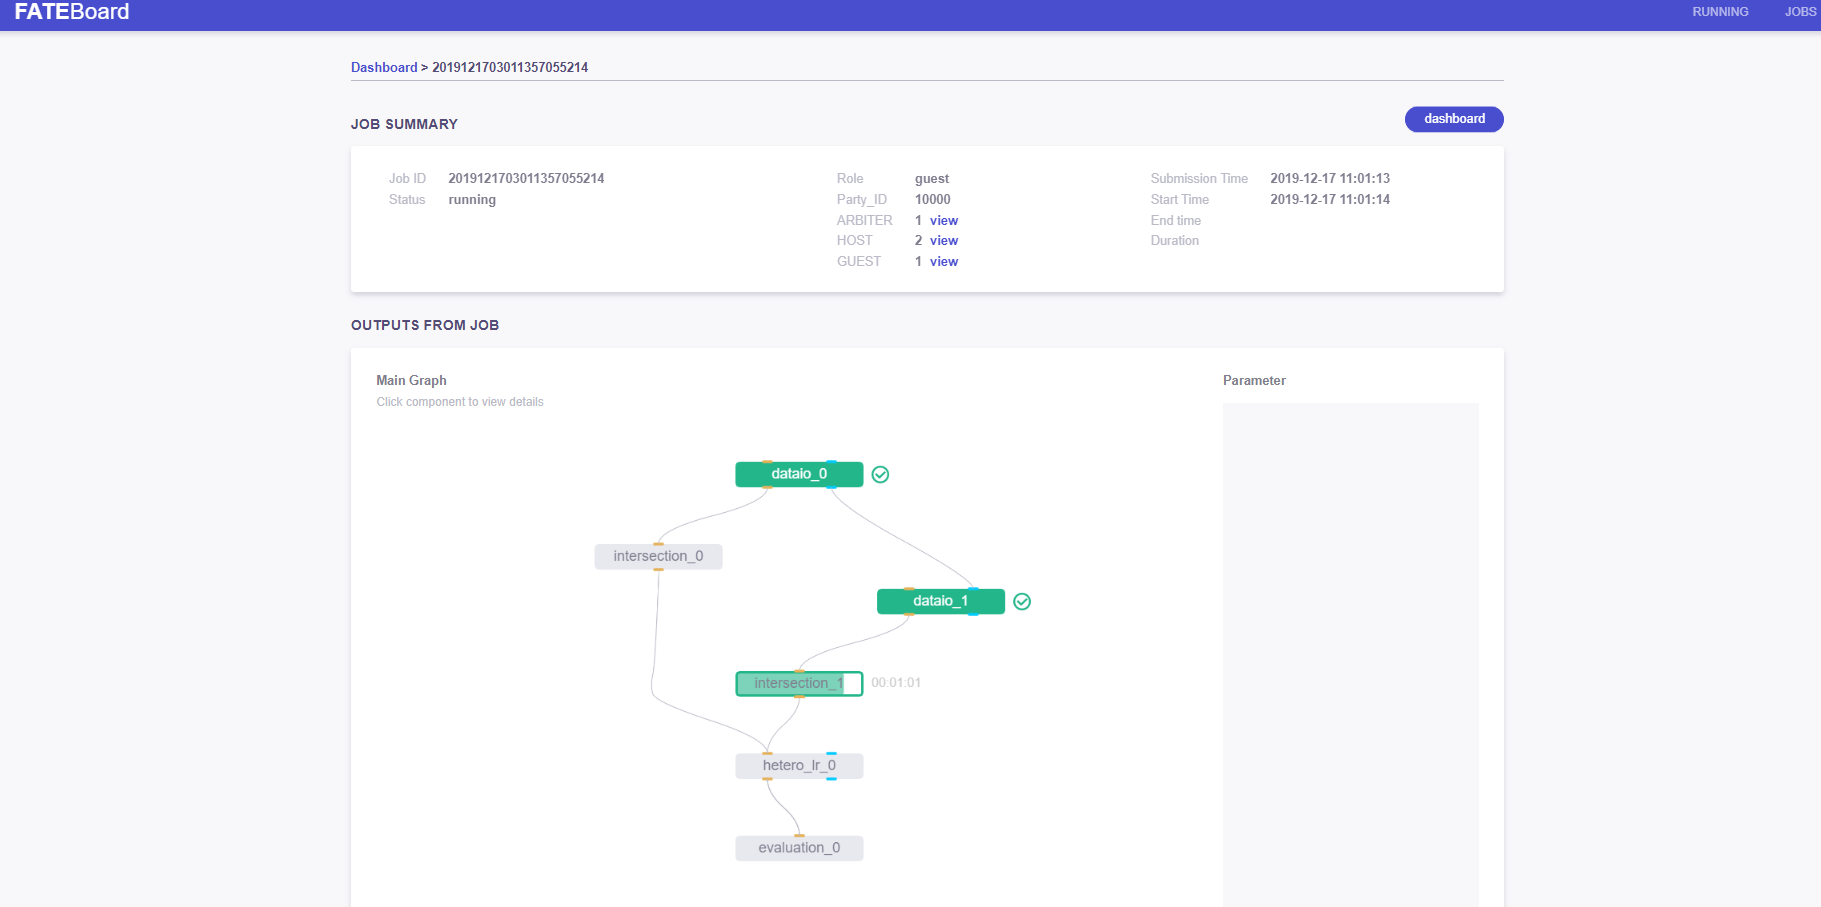 FATEBoard
RUNNING
JOBS
Dashboard > 2019121703011357055214
JOB SUMMARY
dashboard
Job ID 2019121703011357055214
Status running
Role guest
Party_ID 10000
ARBITER 1 view
HOST 2 view
GUEST 1 view
Submission Time 2019-12-17 11:01:13
Start Time 2019-12-17 11:01:14
End time
Duration
OUTPUTS FROM JOB
Main Graph
Click component to view details
Parameter
dataio_0
intersection_0
dataio_1
intersection_1 00:01:01
hetero_lr_0
evaluation_0